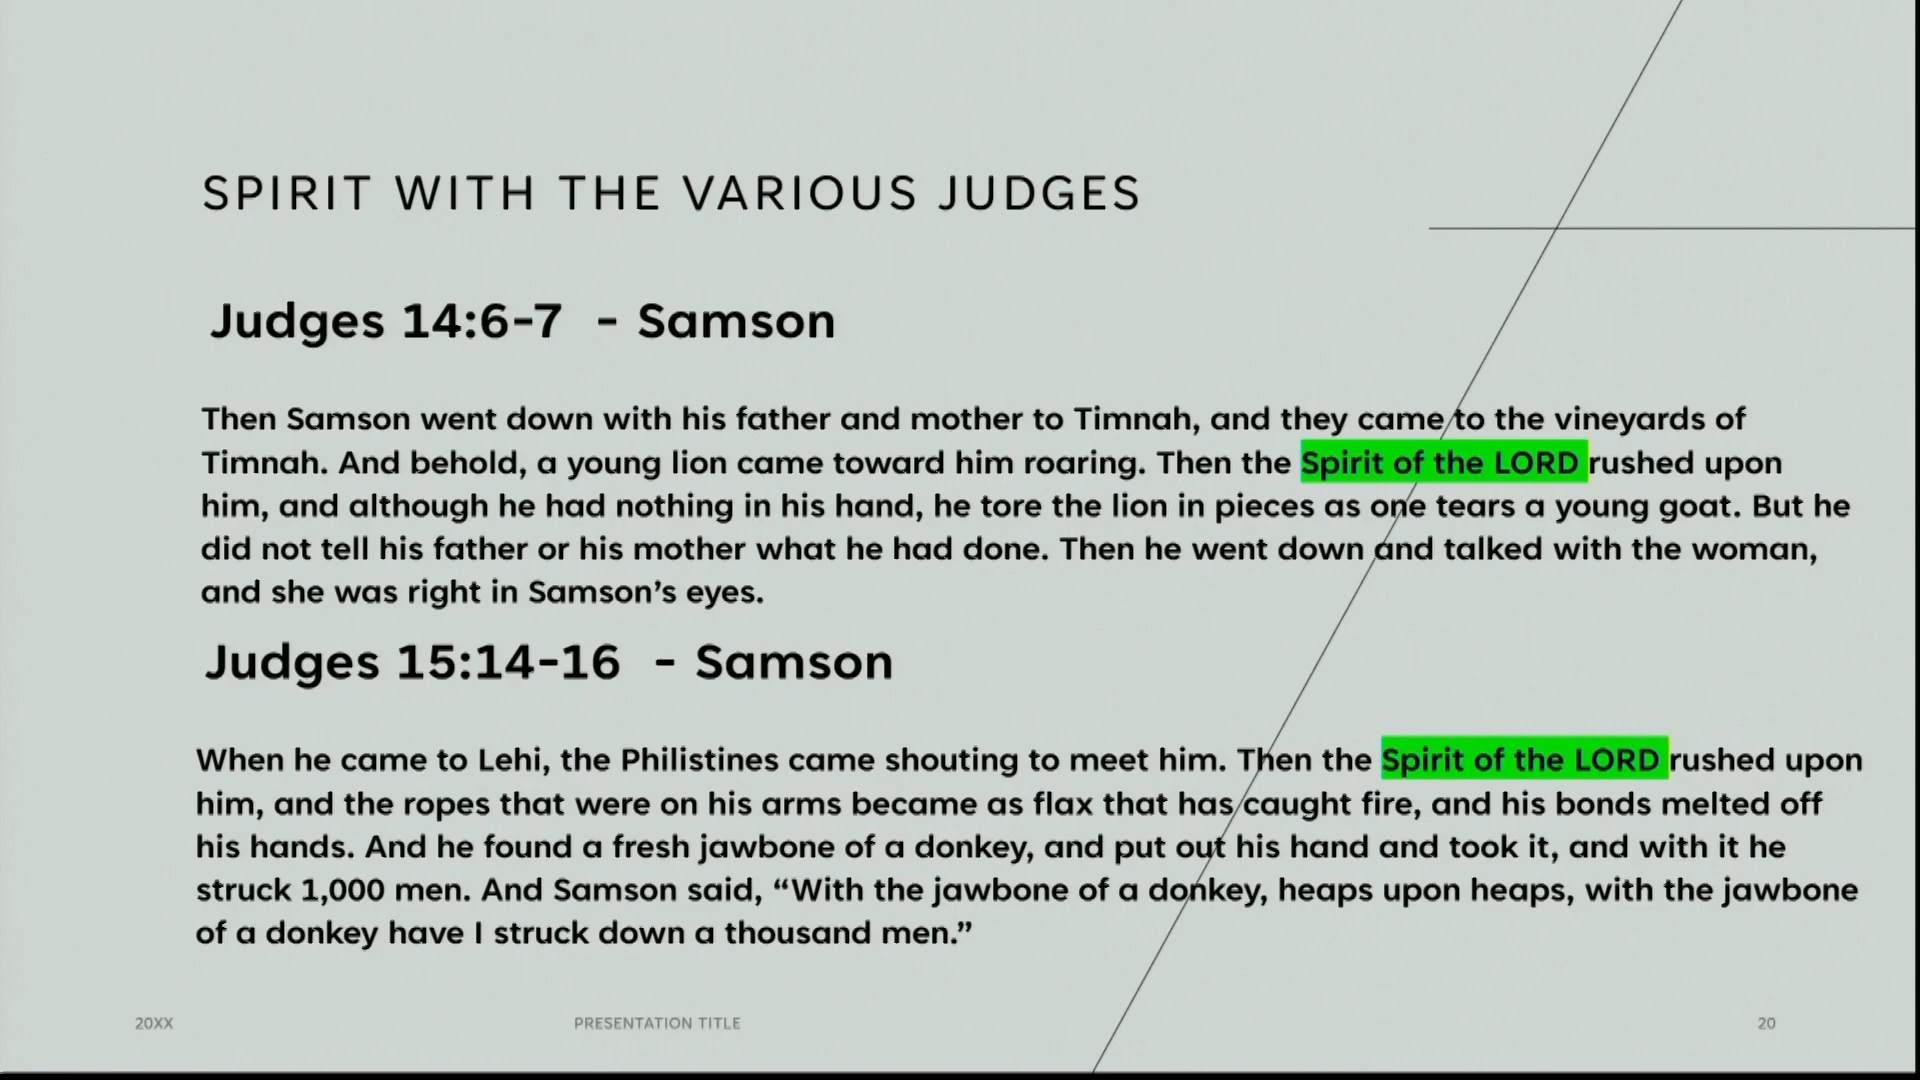 SPIRIT WITH THE VARIOUS JUDGES
Judges 14:6-7 - Samson
Then Samson went down with his father and mother to Timnah, and they came to the vineyards of
Timnah. And behold, a young lion came toward him roaring. Then the Spirit of the LORD rushed upon
him, and although he had nothing in his hand, he tore the lion in pieces as one tears a young goat. But he
did not tell his father or his mother what he had done. Then he went down and talked with the woman,
and she was right in Samson’s eyes.
Judges 15:14-16 - Samson
When he came to Lehi, the Philistines came shouting to meet him. Then the Spirit of the LORD rushed upon
him, and the ropes that were on his arms became as flax that has caught fire, and his bonds melted off
his hands. And he found a fresh jawbone of a donkey, and put out his hand and took it, and with it he
struck 1,000 men. And Samson said, “With the jawbone of a donkey, heaps upon heaps, with the jawbone
of a donkey have I struck down a thousand men.”
20XX PRESENTATION TITLE 20